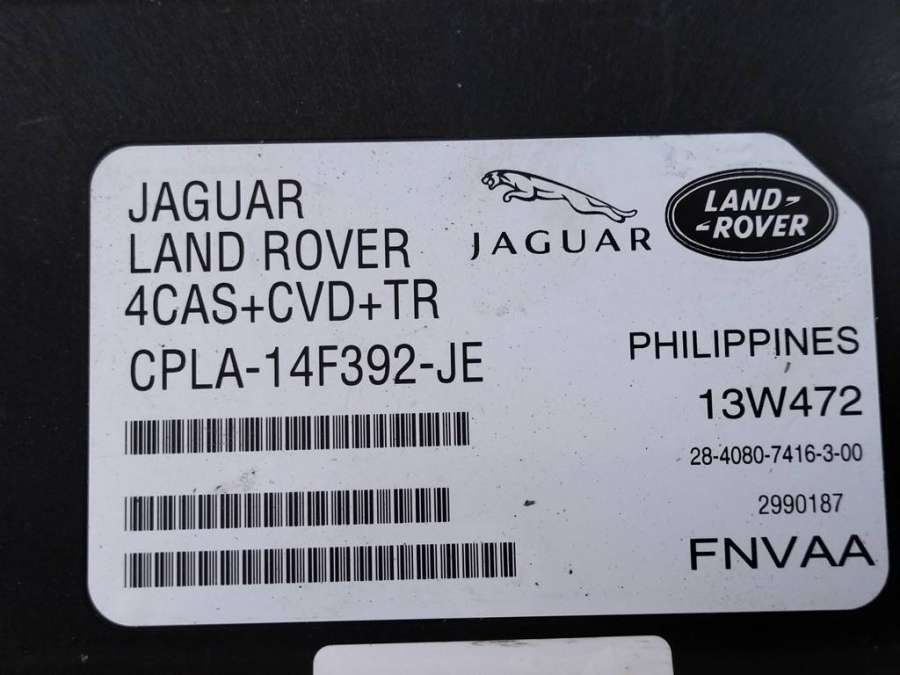 JAGUAR
LAND ROVER
4CAS+CVD+TR
CPLA-14F392-JE
JAGUAR
LAND-
-ROVER
PHILIPPINES
13W472
28-4080-7416-3-00
2990187
FNVAA